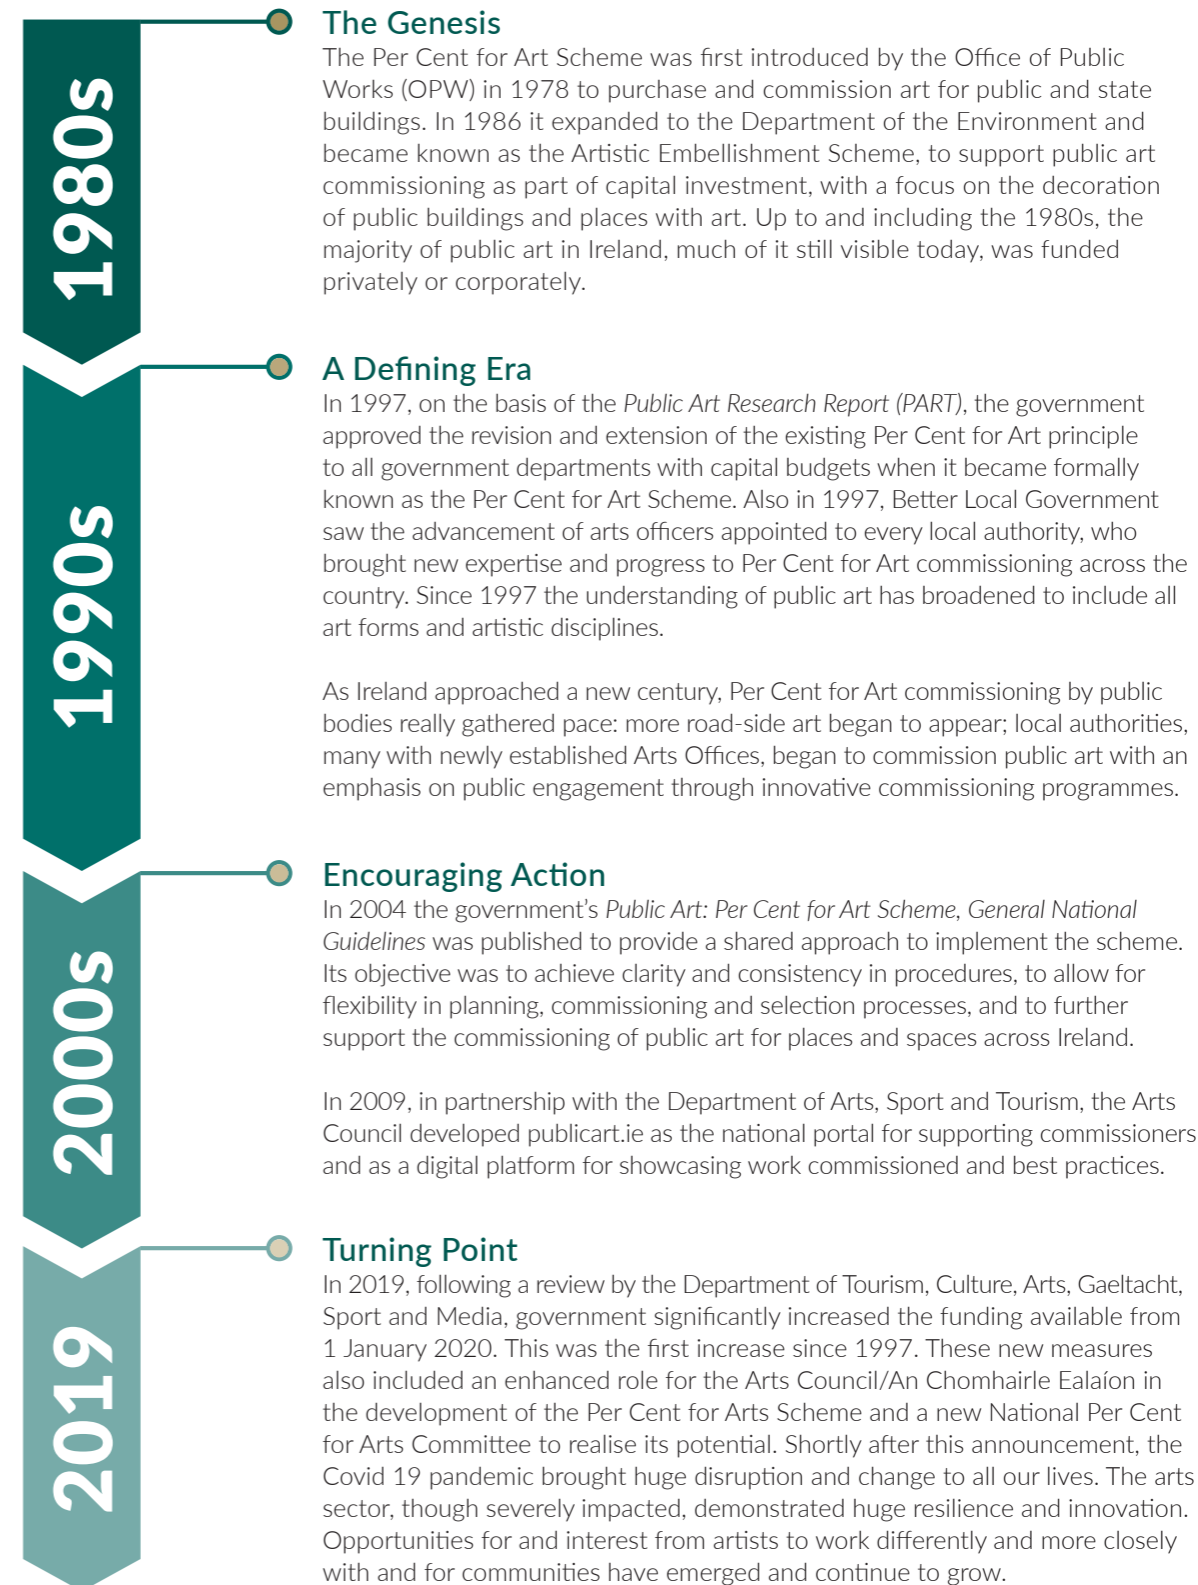 1980s
The Genesis
The Per Cent for Art Scheme was first introduced by the Office of Public
Works (OPW) in 1978 to purchase and commission art for public and state
buildings. In 1986 it expanded to the Department of the Environment and
became known as the Artistic Embellishment Scheme, to support public art
commissioning as part of capital investment, with a focus on the decoration
of public buildings and places with art. Up to and including the 1980s, the
majority of public art in Ireland, much of it still visible today, was funded
privately or corporately.
1990s
A Defining Era
In 1997, on the basis of the Public Art Research Report (PART), the government
approved the revision and extension of the existing Per Cent for Art principle
to all government departments with capital budgets when it became formally
known as the Per Cent for Art Scheme. Also in 1997, Better Local Government
saw the advancement of arts officers appointed to every local authority, who
brought new expertise and progress to Per Cent for Art commissioning across the
country. Since 1997 the understanding of public art has broadened to include all
art forms and artistic disciplines.
As Ireland approached a new century, Per Cent for Art commissioning by public
bodies really gathered pace: more road-side art began to appear; local authorities,
many with newly established Arts Offices, began to commission public art with an
emphasis on public engagement through innovative commissioning programmes.
2000s
Encouraging Action
In 2004 the government's Public Art: Per Cent for Art Scheme, General National
Guidelines was published to provide a shared approach to implement the scheme.
Its objective was to achieve clarity and consistency in procedures, to allow for
flexibility in planning, commissioning and selection processes, and to further
support the commissioning of public art for places and spaces across Ireland.
In 2009, in partnership with the Department of Arts, Sport and Tourism, the Arts
Council developed publicart.ie as the national portal for supporting commissioners
and as a digital platform for showcasing work commissioned and best practices.
2019
Turning Point
In 2019, following a review by the Department of Tourism, Culture, Arts, Gaeltacht,
Sport and Media, government significantly increased the funding available from
1 January 2020. This was the first increase since 1997. These new measures
also included an enhanced role for the Arts Council/An Chomhairle Ealaíon in
the development of the Per Cent for Arts Scheme and a new National Per Cent
for Arts Committee to realise its potential. Shortly after this announcement, the
Covid 19 pandemic brought huge disruption and change to all our lives. The arts
sector, though severely impacted, demonstrated huge resilience and innovation.
Opportunities for and interest from artists to work differently and more closely
with and for communities have emerged and continue to grow.